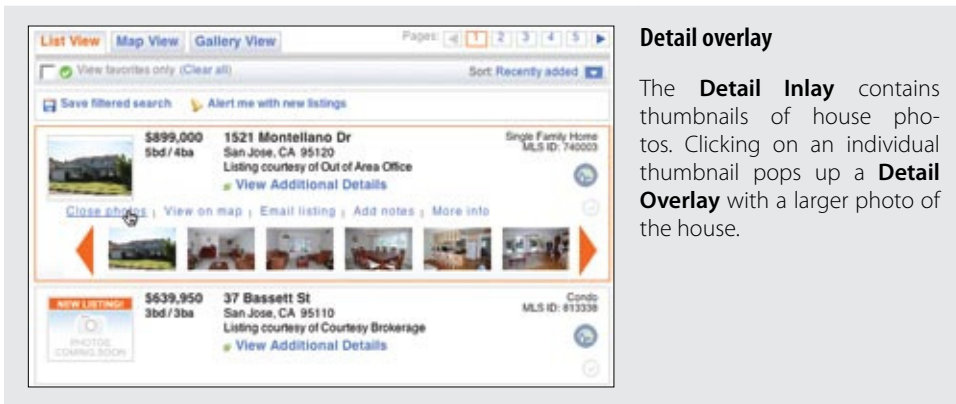 List View Map View Gallery View Pages: 1 2 3 4 5
View favorites only (Clear all) Sort: Recently added
Save filtered search Alert me with new listings
$899,000 1521 Montellano Dr Single Family Home
5bd / 4ba San Jose, CA 95120 MLS ID: 740003
Listing courtesy of Out of Area Office
View Additional Details
Close photos | View on map | Email listing | Add notes | More info
NEW LISTING! $639,950 37 Bassett St Condo
3bd / 3ba San Jose, CA 95110 MLS ID: 813338
Listing courtesy of Courtesy Brokerage
PHOTOS
COMING SOON
View Additional Details
Detail overlay
The Detail Inlay contains
thumbnails of house pho-
tos. Clicking on an individual
thumbnail pops up a Detail
Overlay with a larger photo of
the house.